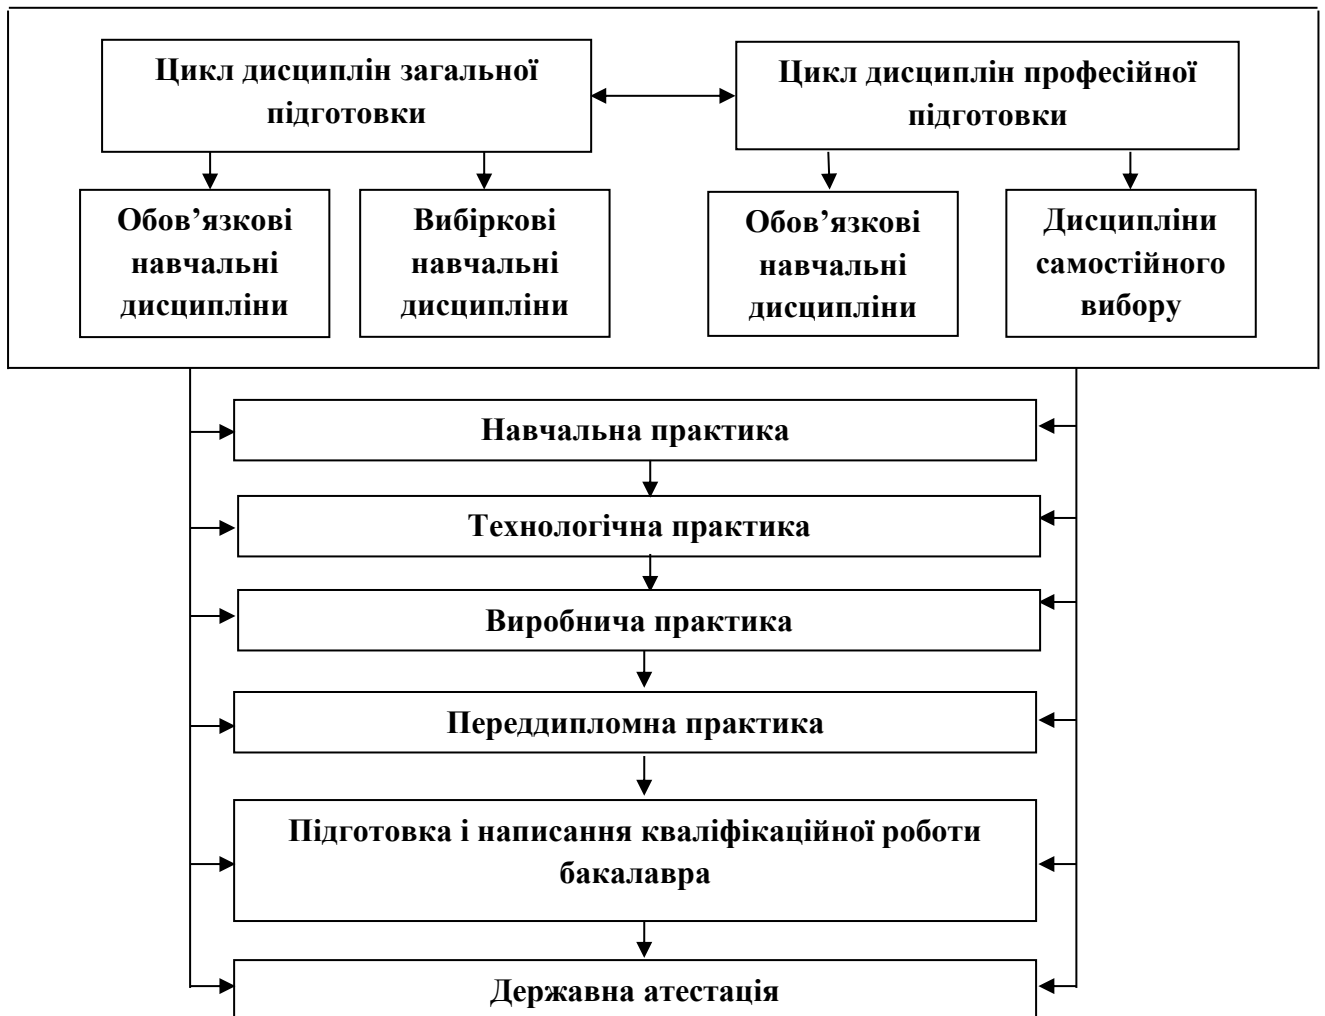 Цикл дисциплін загальної
підготовки
Цикл дисциплін професійної
підготовки
Обов’язкові
навчальні
дисципліни
Вибіркові
навчальні
дисципліни
Обов’язкові
навчальні
дисципліни
Дисципліни
самостійного
вибору
Навчальна практика
Технологічна практика
Виробнича практика
Переддипломна практика
Підготовка і написання кваліфікаційної роботи
бакалавра
Державна атестація